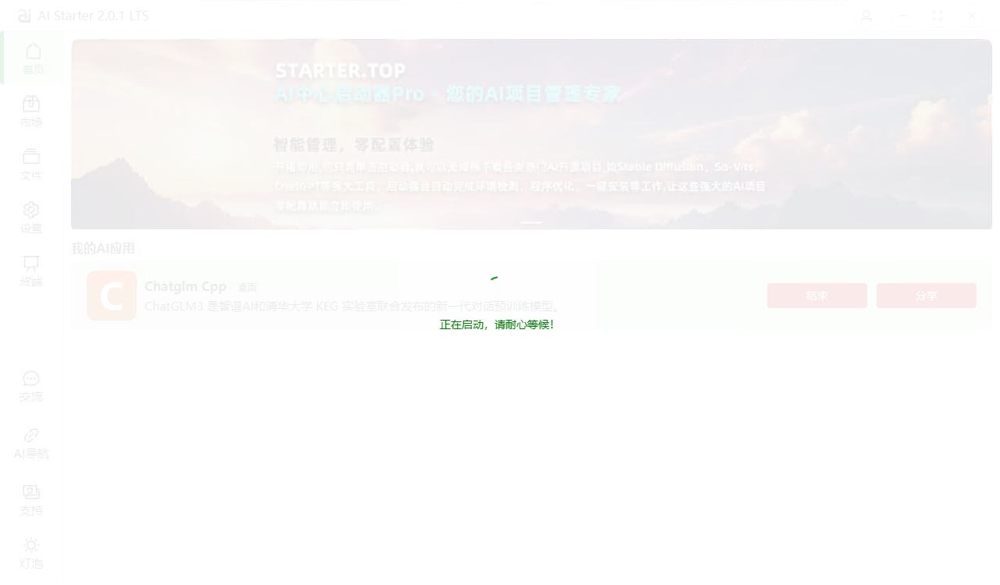 AI Starter 2.0.1 LTS
首页
市场
文件
设置
终端
交流
AI导航
支持
灯泡
STARTER.TOP
AI中心启动器Pro - 您的AI项目管理专家
智能管理，零配置体验
开箱即用,您只需单击启动器,就可以无障碍下载各类热门AI开源项目,如Stable Diffusion，So-Vits，
ChatGPT等强大工具。启动器会自动完成环境检测，程序优化，一键安装等工作,让这些强大的AI项目
零配置就能立即使用。
我的AI应用
C
Chatglm Cpp 桌面
ChatGLM3 是智谱AI和清华大学 KEG 实验室联合发布的新一代对话预训练模型。
结束
分享
正在启动，请耐心等候！